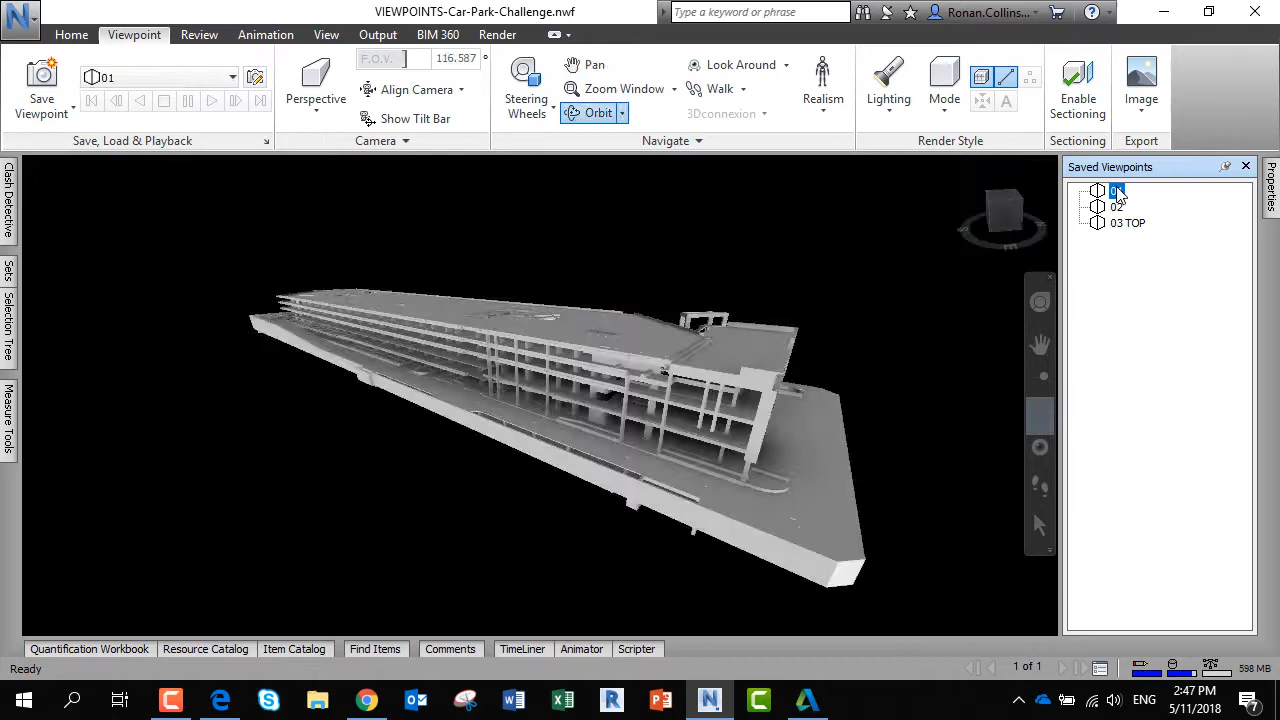 VIEWPOINTS-Car-Park-Challenge.nwf
Type a keyword or phrase
Ronan.Collins...
Home
Viewpoint
Review
Animation
View
Output
BIM 360
Render
01
F.O.V.
116.587 °
Save Viewpoint
Perspective
Align Camera
Show Tilt Bar
Steering Wheels
Pan
Zoom Window
Orbit
Look Around
Walk
3Dconnexion
Realism
Lighting
Mode
Enable Sectioning
Image
Save, Load & Playback
Camera
Navigate
Render Style
Sectioning
Export
Clash Detective
Sets
Selection Tree
Measure Tools
E
Saved Viewpoints
02
03 TOP
Properties
Quantification Workbook
Resource Catalog
Item Catalog
Find Items
Comments
TimeLiner
Animator
Scripter
Ready
1 of 1
598 MB
ENG
2:47 PM
5/11/2018
7